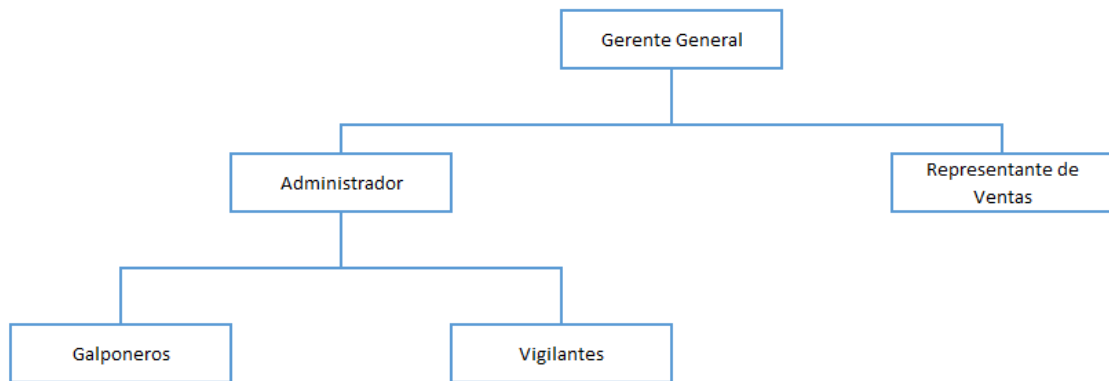 Gerente General
Administrador
Representante de
Ventas
Galponeros
Vigilantes